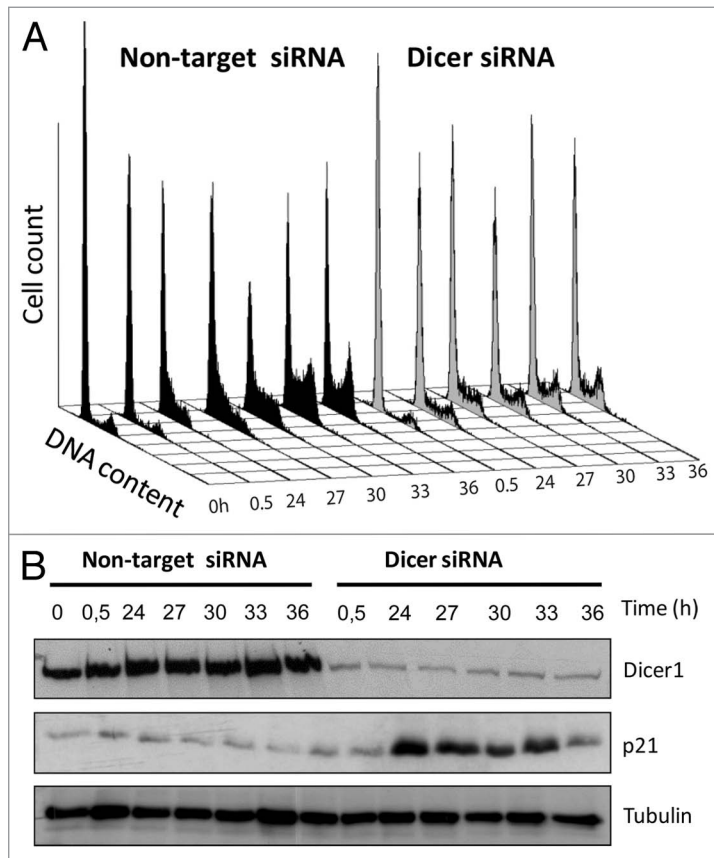 A
Non-target siRNA
Dicer siRNA
Cell count
DNA content
0h 0.5 24 27 30 33 36 0.5 24 27 30 33 36
B
Non-target siRNA
Dicer siRNA
0 0,5 24 27 30 33 36 0,5 24 27 30 33 36 Time (h)
Dicer1
p21
Tubulin